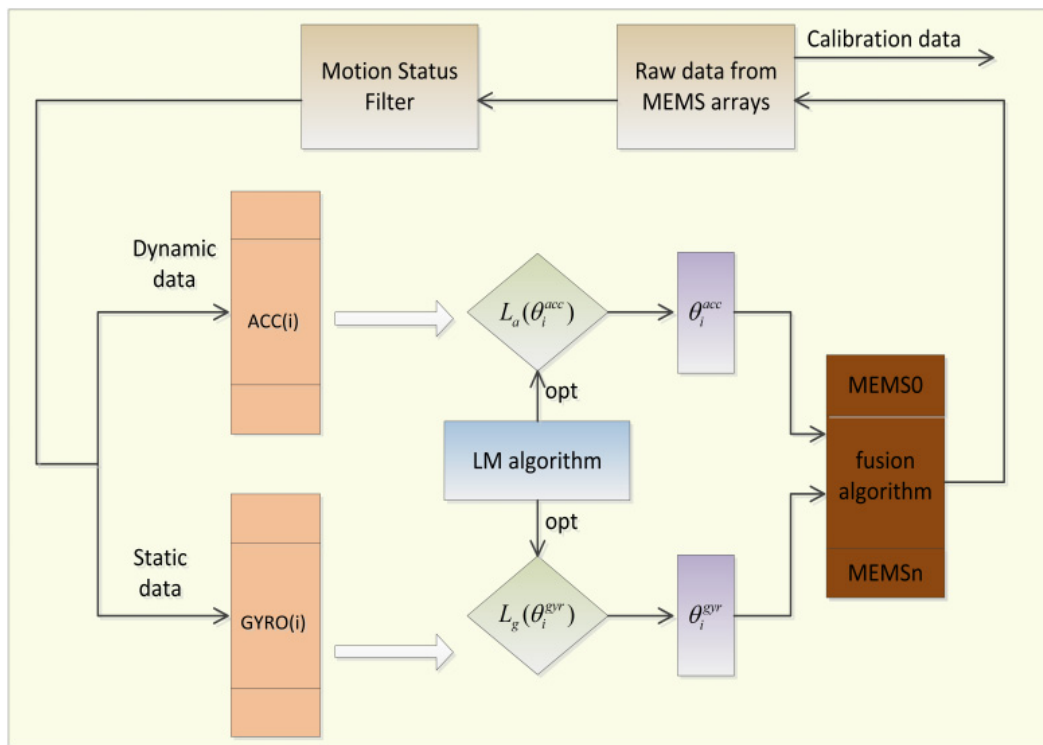 Calibration data
Motion Status
Filter
Raw data from
MEMS arrays
Dynamic
data
ACC(i)
L_a(θ_i^{acc})
θ_i^{acc}
opt
LM algorithm
opt
MEMS0
fusion
algorithm
MEMSn
Static
data
GYRO(i)
L_g(θ_i^{gyr})
θ_i^{gyr}